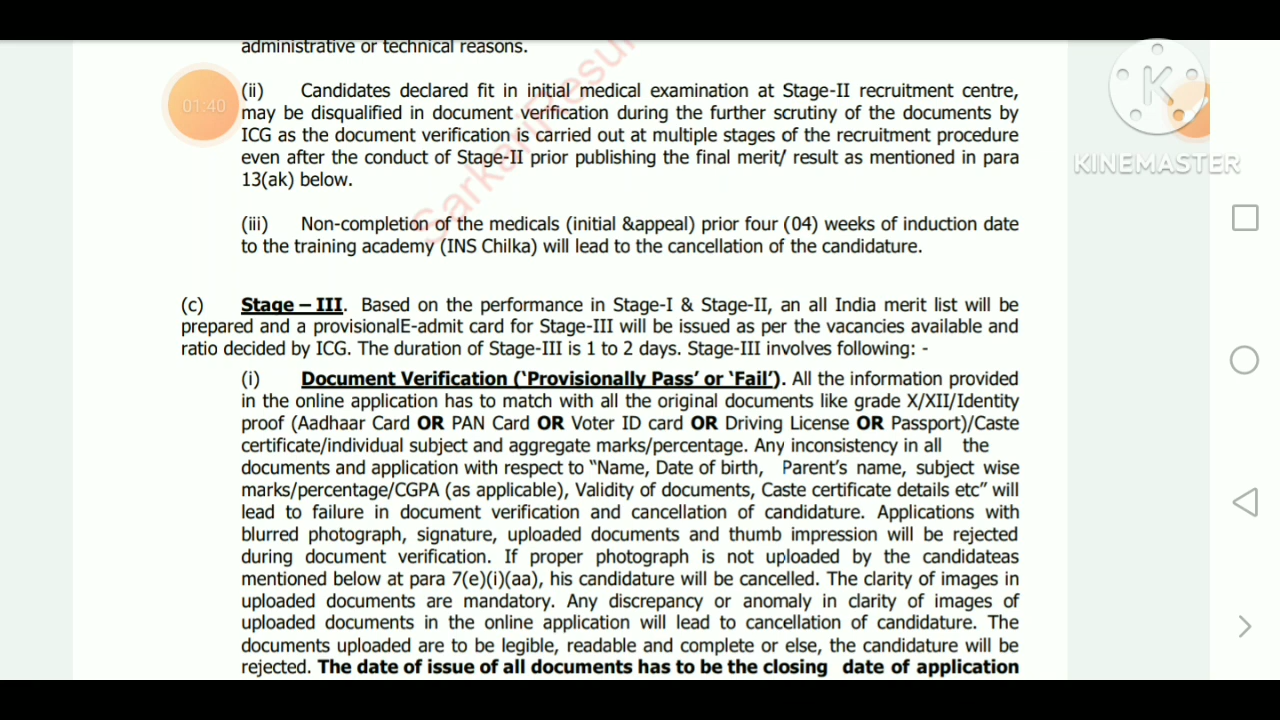 administrative or technical reasons.
01:40
(ii) Candidates declared fit in initial medical examination at Stage-II recruitment centre,
may be disqualified in document verification during the further scrutiny of the documents by
ICG as the document verification is carried out at multiple stages of the recruitment procedure
even after the conduct of Stage-II prior publishing the final merit/ result as mentioned in para
13(ak) below.
K
KINEMASTER
SarkariResul
(iii) Non-completion of the medicals (initial &appeal) prior four (04) weeks of induction date
to the training academy (INS Chilka) will lead to the cancellation of the candidature.
(c) Stage – III. Based on the performance in Stage-I & Stage-II, an all India merit list will be
prepared and a provisionalE-admit card for Stage-III will be issued as per the vacancies available and
ratio decided by ICG. The duration of Stage-III is 1 to 2 days. Stage-III involves following: -
(i) Document Verification (‘Provisionally Pass’ or ‘Fail’). All the information provided
in the online application has to match with all the original documents like grade X/XII/Identity
proof (Aadhaar Card OR PAN Card OR Voter ID card OR Driving License OR Passport)/Caste
certificate/individual subject and aggregate marks/percentage. Any inconsistency in all the
documents and application with respect to “Name, Date of birth, Parent’s name, subject wise
marks/percentage/CGPA (as applicable), Validity of documents, Caste certificate details etc” will
lead to failure in document verification and cancellation of candidature. Applications with
blurred photograph, signature, uploaded documents and thumb impression will be rejected
during document verification. If proper photograph is not uploaded by the candidateas
mentioned below at para 7(e)(i)(aa), his candidature will be cancelled. The clarity of images in
uploaded documents are mandatory. Any discrepancy or anomaly in clarity of images of
uploaded documents in the online application will lead to cancellation of candidature. The
documents uploaded are to be legible, readable and complete or else, the candidature will be
rejected. The date of issue of all documents has to be the closing date of application